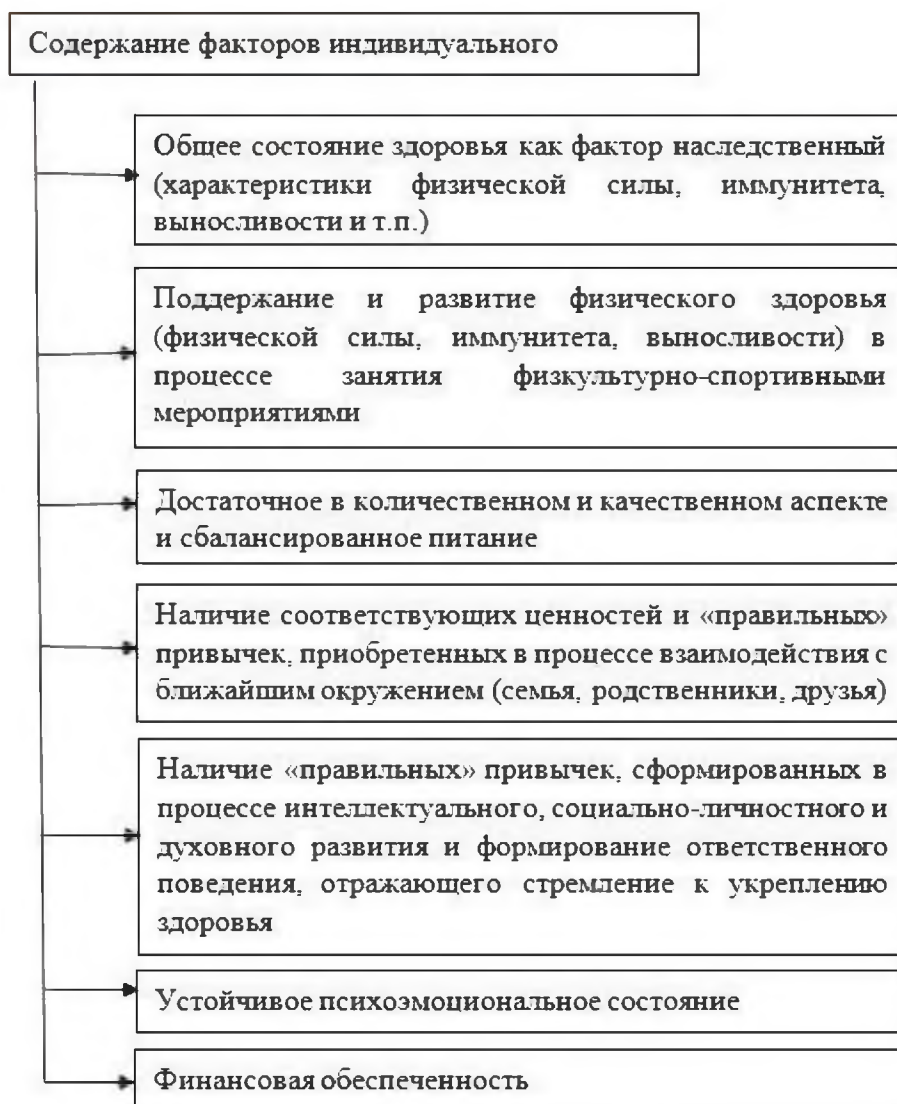 Содержание факторов индивидуального
Общее состояние здоровья как фактор наследственный
(характеристики физической силы, иммунитета,
выносливости и т.п.)
Поддержание и развитие физического здоровья
(физической силы, иммунитета, выносливости) в
процессе занятия физкультурно-спортивными
мероприятиями
Достаточное в количественном и качественном аспекте
и сбалансированное питание
Наличие соответствующих ценностей и «правильных»
привычек, приобретенных в процессе взаимодействия с
ближайшим окружением (семья, родственники, друзья)
Наличие «правильных» привычек, сформированных в
процессе интеллектуального, социально-личностного и
духовного развития и формирование ответственного
поведения, отражающего стремление к укреплению
здоровья
Устойчивое психоэмоциональное состояние
Финансовая обеспеченность